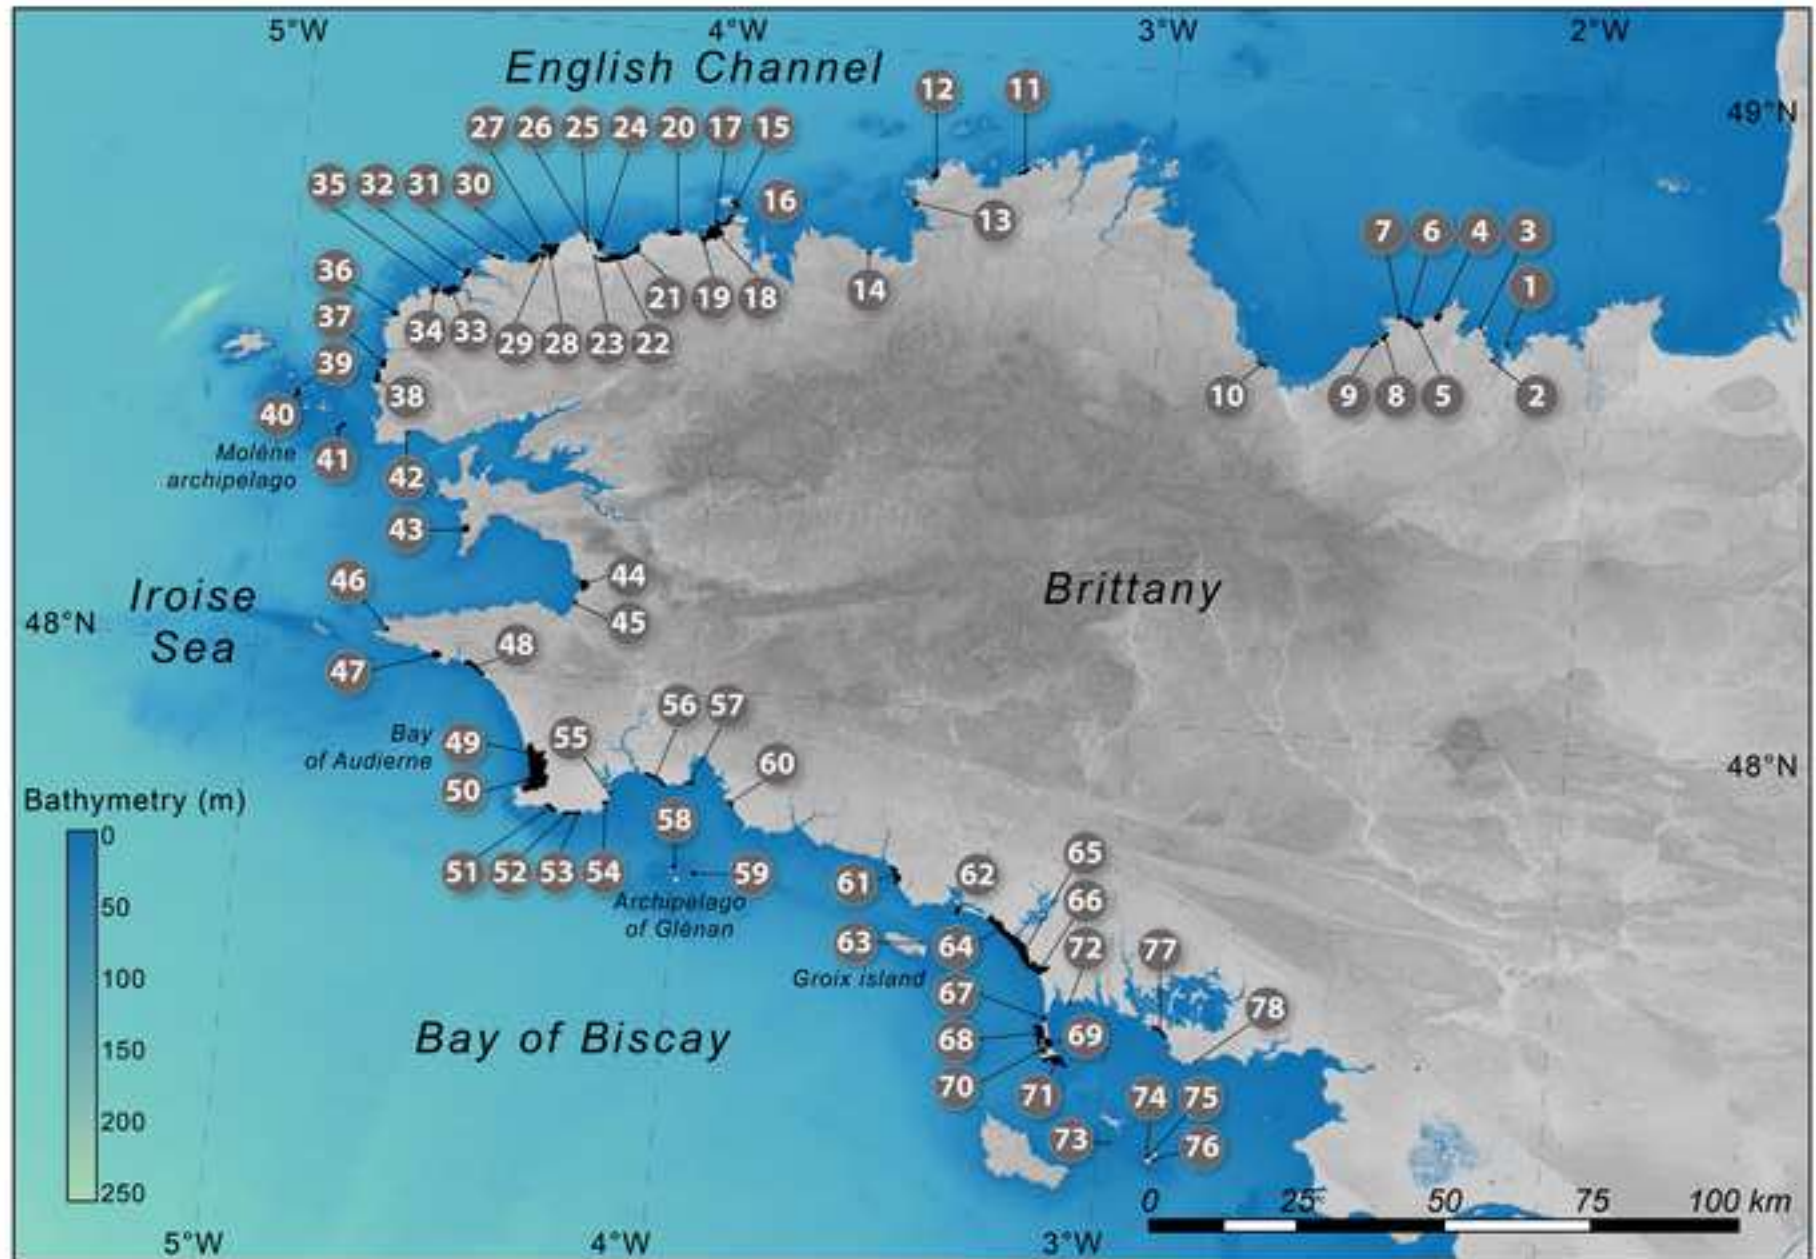 5°W 4°W 3°W 2°W
English Channel
12 11
49°N
27 26 25 24 20 17 15
35 32 31 30
16
13
7 6 4 3
36
1
21 19 18 14
37
34 33 29 28 23 22
39
38
10 9 8 5 2
40
Molène
archipelago
41
42
43
46 44
Iroise
Sea
Brittany
48°N
45
48
47
56 57
Bay
of Audierne
49 55
60
48°N
50
Bathymetry (m)
58
0
51 52 53 54 59
61 62 65
50
Archipelago
of Glénan
66
63 64 72 77
100
Groix island
67
78
Bay of Biscay
68 69
150
70 71 74 75
200
73 76
250
0 25 50 75 100 km
5°W 4°W 3°W